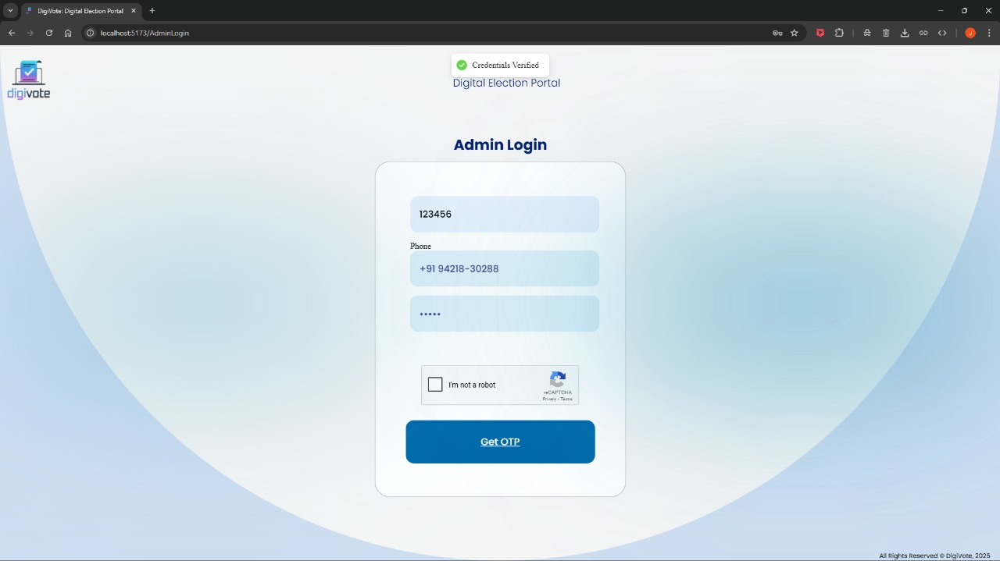 DigiVote: Digital Election Portal
localhost:5173/AdminLogin
J
digivote
Credentials Verified
Digital Election Portal
Admin Login
123456
Phone
+91 94218-30288
•••••
I'm not a robot
reCAPTCHA
Privacy - Terms
Get OTP
All Rights Reserved © DigiVote, 2025